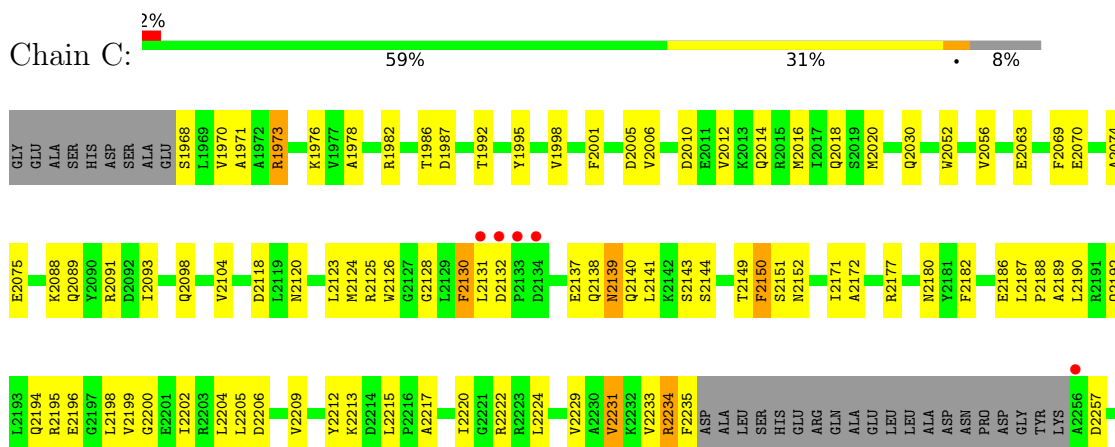 2%
Chain C:
59% 31% • 8%
GLY GLU ALA SER HIS ASP SER ALA GLU S1968 L1969 V1970 A1971 A1972 R1973 K1976 V1977 A1978 R1982 T1986 D1987 T1992 Y1995 V1998 F2001 D2005 V2006 D2010 E2011 V2012 K2013 Q2014 R2015 M2016 I2017 Q2018 S2019 M2020 Q2030 W2052 V2056 E2063 F2069 E2070 A2074
E2075 K2088 Q2089 Y2090 R2091 D2092 I2093 Q2098 V2104 D2118 L2119 N2120 L2123 M2124 R2125 W2126 G2127 G2128 L2129 F2130 L2131 D2132 P2133 D2134 E2137 Q2138 N2139 Q2140 L2141 K2142 S2143 S2144 T2149 F2150 S2151 N2152 I2171 A2172 R2177 N2180 Y2181 F2182 E2186 L2187 P2188 A2189 L2190 R2191
L2193 Q2194 R2195 E2196 G2197 L2198 V2199 G2200 E2201 I2202 R2203 L2204 L2205 D2206 V2209 Y2212 K2213 D2214 L2215 P2216 A2217 I2220 G2221 R2222 R2223 L2224 V2229 A2230 V2231 K2232 V2233 R2234 F2235 ASP ALA LEU SER HIS GLU ARG GLN ALA GLU LEU LEU ALA ASP ASN PRO ASP GLY TYR LYS A2256 D2257